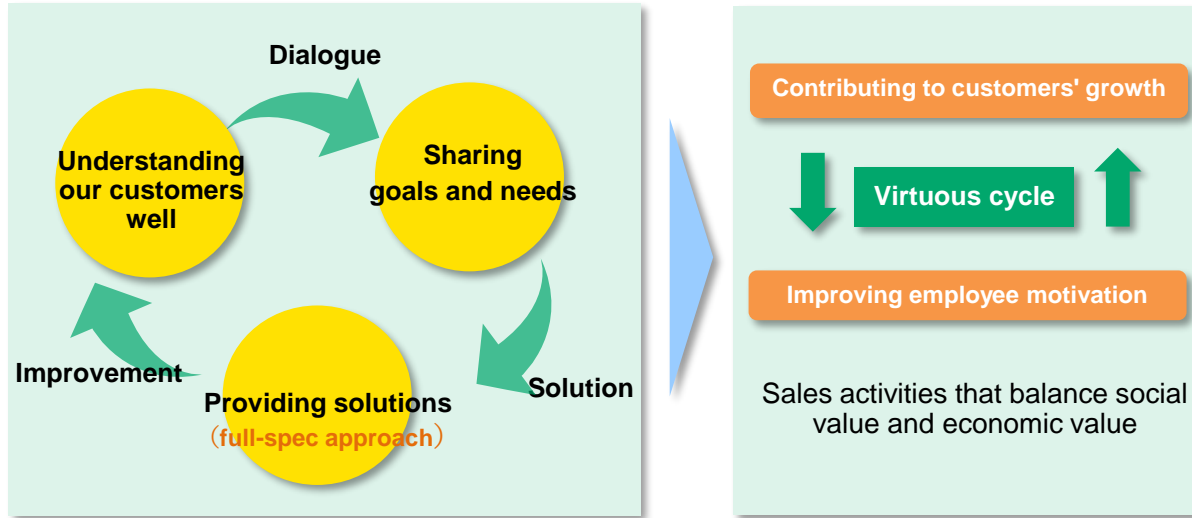 Dialogue
Understanding
our customers
well
Sharing
goals and needs
Improvement
Providing solutions
（full-spec approach）
Solution
Contributing to customers' growth
Virtuous cycle
Improving employee motivation
Sales activities that balance social
value and economic value